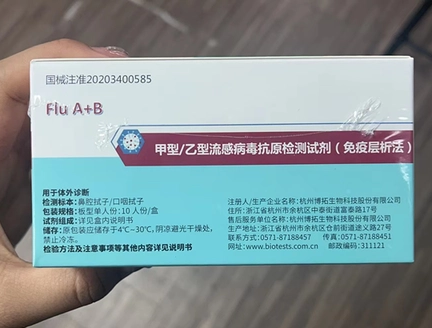 国械注准20203400585
Flu A+B
甲型/乙型流感病毒抗原检测试剂（免疫层析法）
用于体外诊断
检测标本：鼻腔拭子/口咽拭子
包装规格：板型单人份：10人份/盒
试剂组成：详见盒内说明书
储存：原包装应储存于4°C~30°C，阴凉避光干燥处，
禁止冷冻。
检验方法及注意事项等其他内容详见说明书
注册人/生产企业名称：杭州博拓生物科技股份有限公司
住所：浙江省杭州市余杭区中泰街道富泰路17号
售后服务单位名称：杭州博拓生物科技股份有限公司
生产地址：浙江省杭州市余杭区仓前街道途义路27号
联系方式：0571-87188457 传真：0571-87188451
网址：www.biotests.com.cn 邮政编码：311121